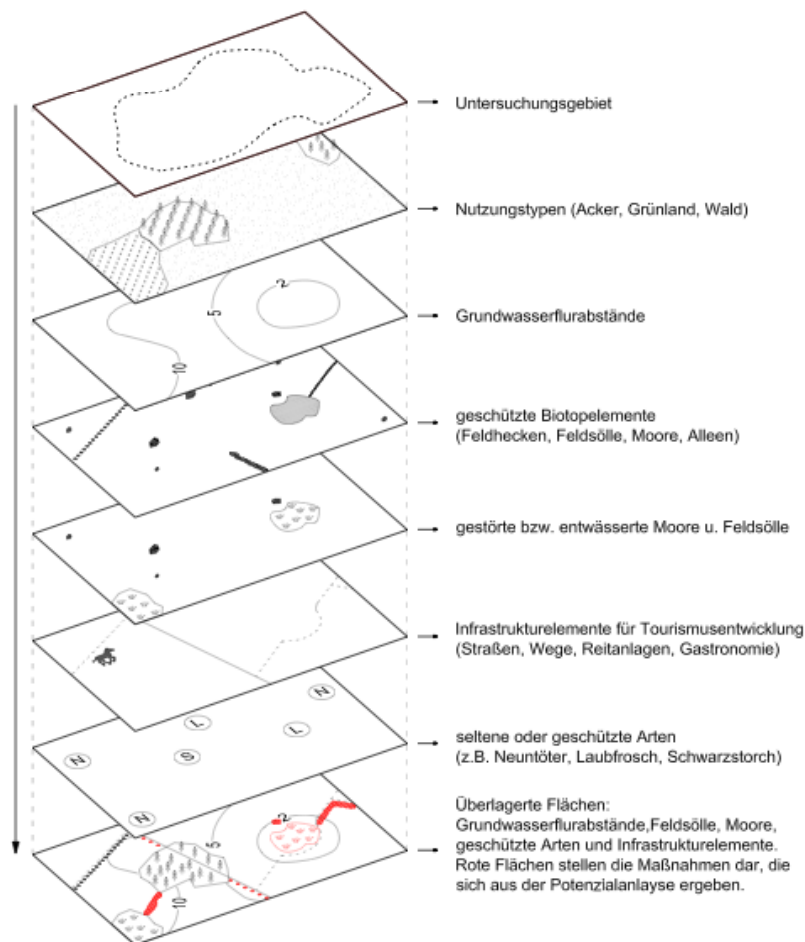 Untersuchungsgebiet
Nutzungstypen (Acker, Grünland, Wald)
2
5
10
Grundwasserflurabstände
geschützte Biotopelemente
(Feldhecken, Feldsölle, Moore, Alleen)
gestörte bzw. entwässerte Moore u. Feldsölle
Infrastrukturelemente für Tourismusentwicklung
(Straßen, Wege, Reitanlagen, Gastronomie)
N
L
L
N
S
N
seltene oder geschützte Arten
(z.B. Neuntöter, Laubfrosch, Schwarzstorch)
2
5
10
Überlagerte Flächen:
Grundwasserflurabstände,Feldsölle, Moore,
geschützte Arten und Infrastrukturelemente.
Rote Flächen stellen die Maßnahmen dar, die
sich aus der Potenzialanlayse ergeben.